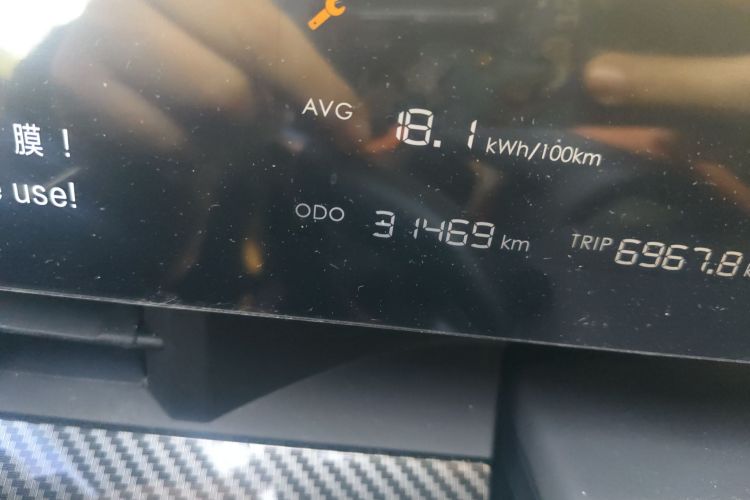 AVG 18.1 kWh/100km
膜！
use!
ODO 31469 km TRIP 6967.8